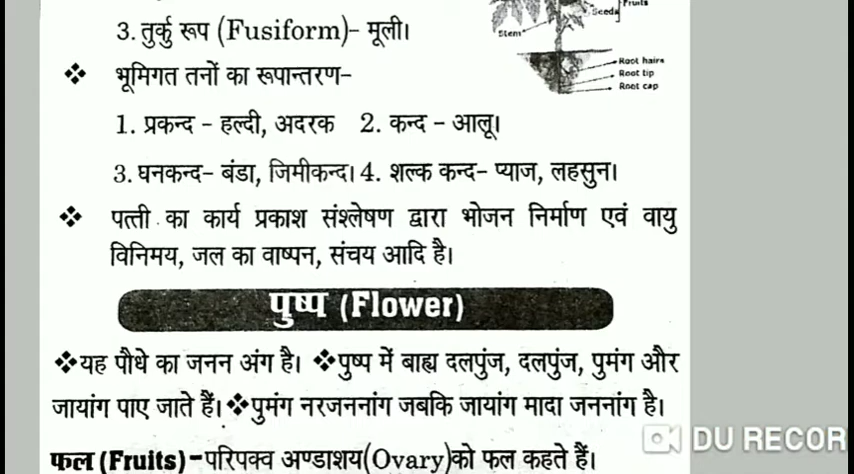 Fruits
Seeds
Stem
3. तुर्कु रूप (Fusiform)- मूली।
Root hairs
Root tip
Root cap
❖ भूमिगत तनों का रूपान्तरण-
1. प्रकन्द - हल्दी, अदरक 2. कन्द - आलू।
3. घनकन्द- बंडा, जिमीकन्द। 4. शल्क कन्द- प्याज, लहसुन।
❖ पत्ती का कार्य प्रकाश संश्लेषण द्वारा भोजन निर्माण एवं वायु
विनिमय, जल का वाष्पन, संचय आदि है।
पुष्प (Flower)
❖यह पौधे का जनन अंग है। ❖पुष्प में बाह्य दलपुंज, दलपुंज, पुमंग और
जायांग पाए जाते हैं।❖पुमंग नरजननांग जबकि जायांग मादा जननांग है।
फल (Fruits) -परिपक्व अण्डाशय(Ovary)को फल कहते हैं।
DU RECOR